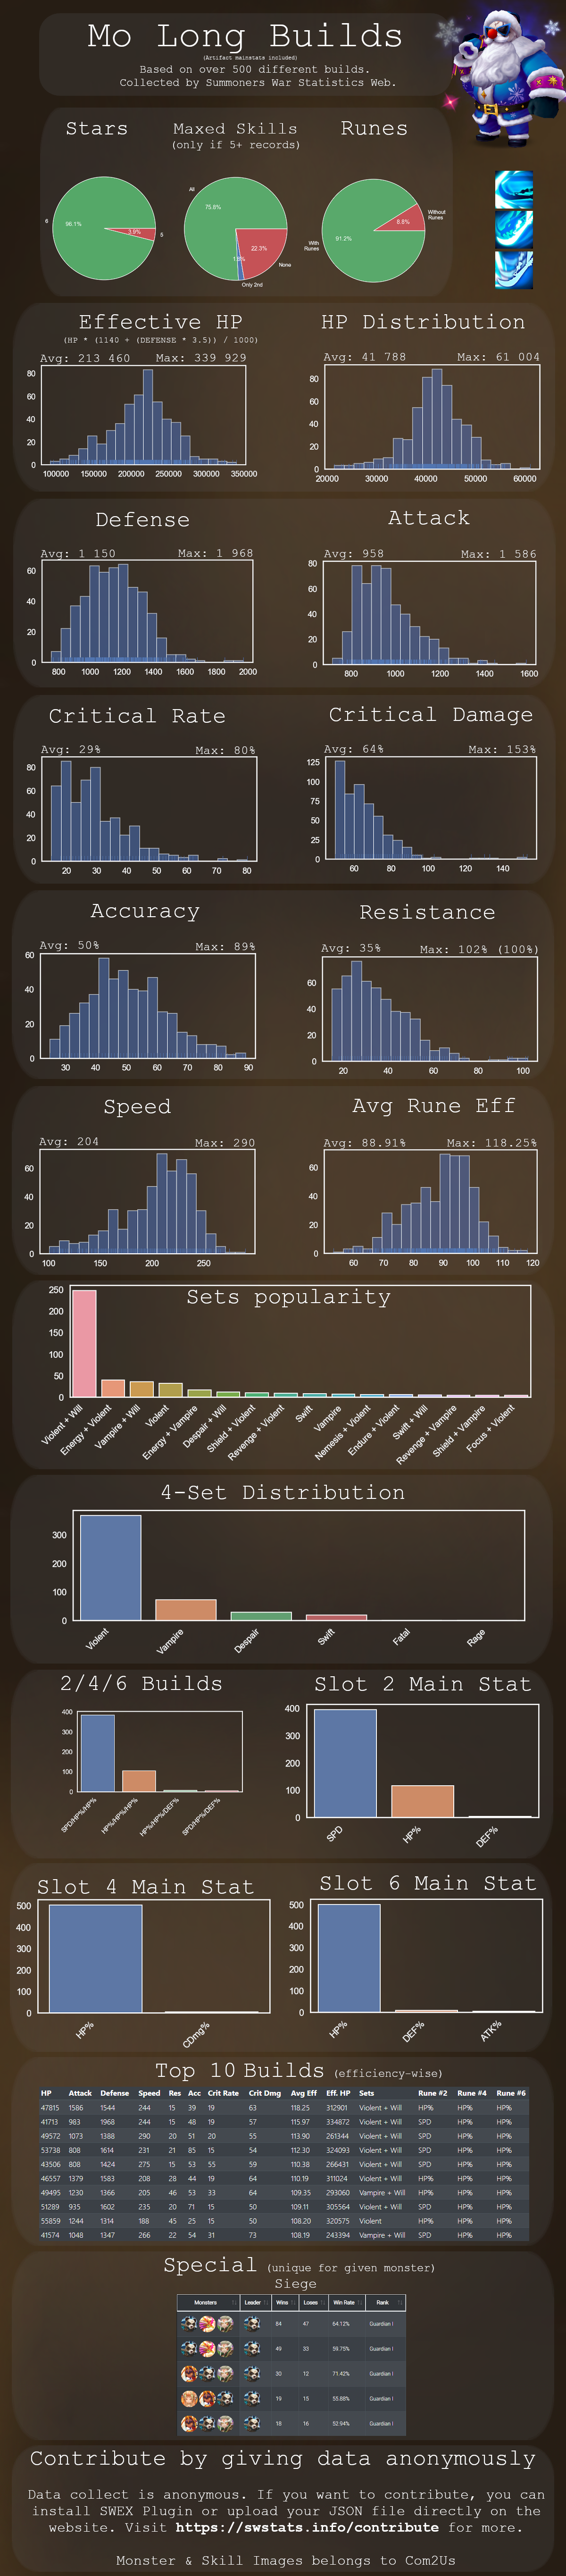 Mo Long Builds
(Artifact mainstats included)
Based on over 500 different builds.
Collected by Summoners War Statistics Web.
Stars
Maxed Skills
(only if 5+ records)
Runes
6
96.1%
3.9%
5
All
75.6%
22.3%
None
Only 2nd
With Runes
91.2%
8.8%
Without Runes
Effective HP
(HP * (1140 + (DEFENSE * 3.5)) / 1000)
Avg: 213 460 Max: 339 929
80
60
40
20
0
100000 150000 200000 250000 300000 350000
HP Distribution
Avg: 41 788 Max: 61 004
80
60
40
20
0
20000 30000 40000 50000 60000
Defense
Avg: 1 150 Max: 1 968
60
40
20
0
800 1000 1200 1400 1600 1800 2000
Attack
Avg: 958 Max: 1 586
80
60
40
20
0
800 1000 1200 1400 1600
Critical Rate
Avg: 29% Max: 80%
80
60
40
20
0
20 30 40 50 60 70 80
Critical Damage
Avg: 64% Max: 153%
125
100
75
50
25
0
60 80 100 120 140
Accuracy
Avg: 50% Max: 89%
60
40
20
0
30 40 50 60 70 80 90
Resistance
Avg: 35% Max: 102% (100%)
60
40
20
0
20 40 60 80 100
Speed
Avg: 204 Max: 290
60
40
20
0
100 150 200 250
Avg Rune Eff
Avg: 88.91% Max: 118.25%
60
40
20
0
60 70 80 90 100 110 120
Sets popularity
250
200
150
100
50
0
Violent + Will
Energy + Violent
Vampire + Will
Violent
Energy + Vampire
Despair + Will
Shield + Violent
Revenge + Violent
Swift
Vampire
Nemesis + Violent
Endure + Violent
Swift + Will
Revenge + Vampire
Shield + Vampire
Focus + Violent
4-Set Distribution
300
200
100
0
Violent
Vampire
Despair
Swift
Fatal
Rage
2/4/6 Builds
400
300
200
100
0
SPD/HP%/HP%
HP%/HP%/HP%
HP%/HP%/DEF%
SPD/HP%/DEF%
Slot 2 Main Stat
400
300
200
100
0
SPD
HP%
DEF%
Slot 4 Main Stat
500
400
300
200
100
0
HP%
CDmg%
Slot 6 Main Stat
500
400
300
200
100
0
HP%
DEF%
ATK%
Top 10 Builds (efficiency-wise)
HP Attack Defense Speed Res Acc Crit Rate Crit Dmg Avg Eff Eff. HP Sets Rune #2 Rune #4 Rune #6
47815 1586 1544 244 15 39 19 63 118.25 312901 Violent + Will HP% HP% HP%
41713 983 1968 244 15 48 19 57 115.97 334872 Violent + Will SPD HP% HP%
49572 1073 1388 290 20 51 20 55 113.90 261344 Violent + Will SPD HP% HP%
53738 808 1614 231 21 85 15 54 112.30 324093 Violent + Will SPD HP% HP%
43506 808 1424 275 15 53 55 59 110.38 266431 Violent + Will SPD HP% HP%
46557 1379 1583 208 28 44 19 64 110.19 311024 Violent + Will HP% HP% HP%
49495 1230 1366 205 46 53 33 64 109.35 293060 Vampire + Will HP% HP% HP%
51289 935 1602 235 20 71 15 50 109.11 305564 Violent + Will SPD HP% HP%
55859 1244 1314 188 45 25 15 50 108.20 320575 Violent HP% HP% HP%
41574 1048 1347 266 22 54 31 73 108.19 243394 Vampire + Will SPD HP% HP%
Special (unique for given monster)
Siege
Monsters Leader Wins Loses Win Rate Rank
84 47 64.12% Guardian I
49 33 59.75% Guardian I
30 12 71.42% Guardian I
19 15 55.88% Guardian I
18 16 52.94% Guardian I
Contribute by giving data anonymously
Data collect is anonymous. If you want to contribute, you can
install SWEX Plugin or upload your JSON file directly on the
website. Visit https://swstats.info/contribute for more.
Monster & Skill Images belongs to Com2Us